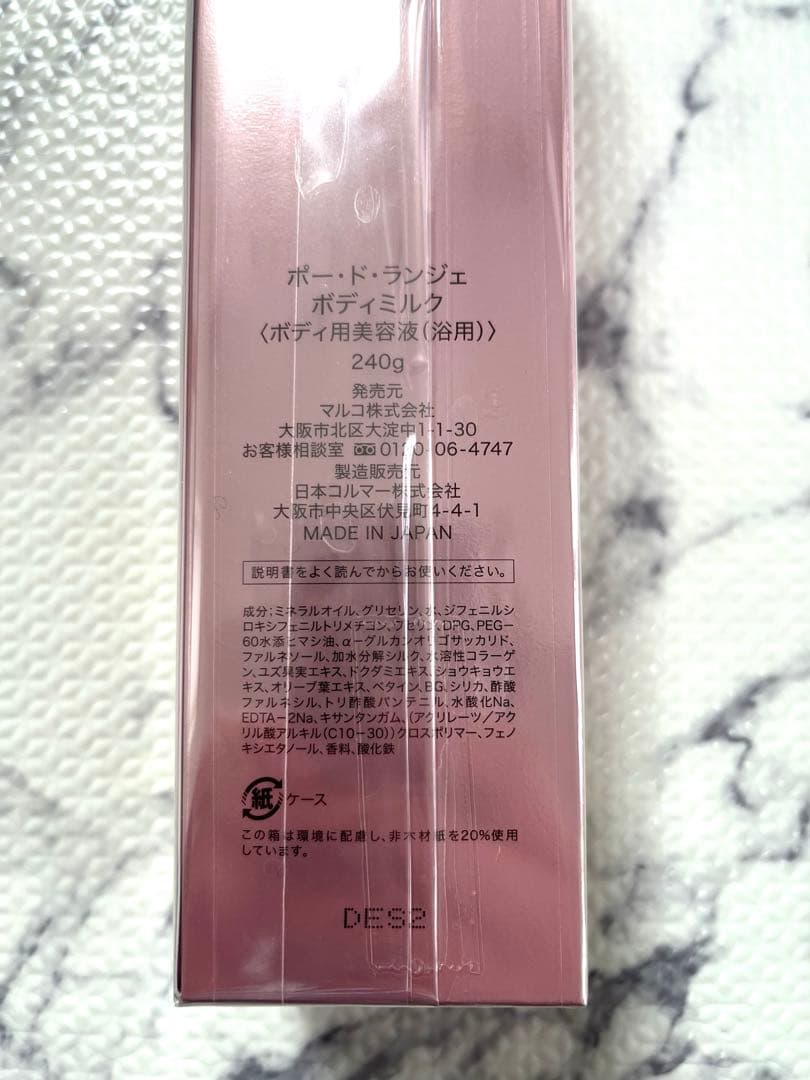 ポー・ド・ランジェ
ボディミルク
〈ボディ用美容液(浴用)〉
240g
発売元
マルコ株式会社
大阪市北区大淀中1-1-30
お客様相談室 0120-06-4747
製造販売元
日本コルマー株式会社
大阪市中央区伏見町4-4-1
MADE IN JAPAN
説明書をよく読んでからお使いください。
成分:ミネラルオイル、グリセリン、水、ジフェニルシ
ロキシフェニルトリメチコン、ワセリン、DPG、PEG-
60水添ヒマシ油、α-グルカンオリゴサッカリド、
ファルネソール、加水分解シルク、水溶性コラーゲ
ン、ユズ果実エキス、ドクダミエキス、ショウキョウエ
キス、オリーブ葉エキス、ベタイン、BG、シリカ、酢酸
ファルネシル、トリ酢酸パンテニル、水酸化Na、
EDTA-2Na、キサンタンガム、(アクリレーツ/アク
リル酸アルキル(C10-30))クロスポリマー、フェノ
キシエタノール、香料、酸化鉄
紙 ケース
この箱は環境に配慮し、非木材紙を20%使用
しています。
DES2